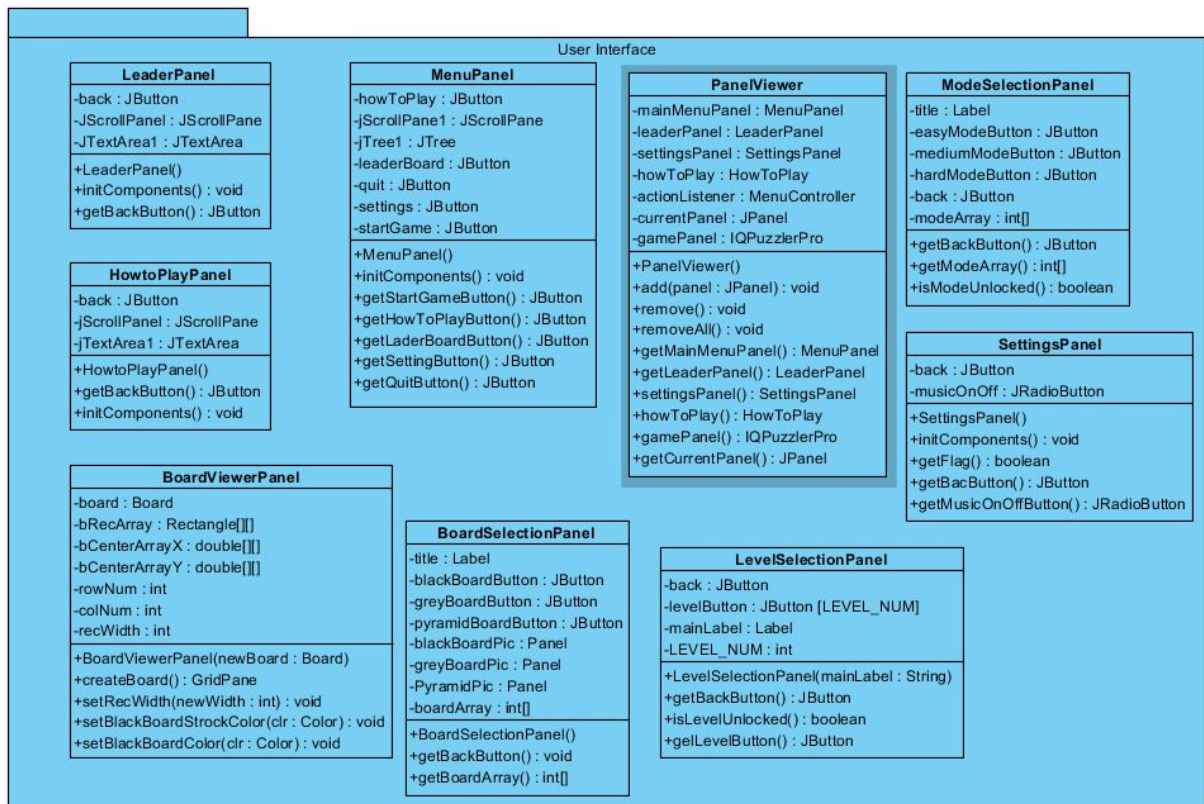 User Interface
LeaderPanel
-back : JButton
-JScrollPanel : JScrollPane
-JTextArea1 : JTextArea
+LeaderPanel()
+initComponents() : void
+getBackButton() : JButton
MenuPanel
-howToPlay : JButton
-jScrollPane1 : JScrollPane
-jTree1 : JTree
-leaderBoard : JButton
-quit : JButton
-settings : JButton
-startGame : JButton
+MenuPanel()
+initComponents() : void
+getStartGameButton() : JButton
+getHowToPlayButton() : JButton
+getLaderBoardButton() : JButton
+getSettingButton() : JButton
+getQuitButton() : JButton
PanelViewer
-mainMenuPanel : MenuPanel
-leaderPanel : LeaderPanel
-settingsPanel : SettingsPanel
-howToPlay : HowToPlay
-actionListener : MenuController
-currentPanel : JPanel
-gamePanel : IQPuzzlerPro
+PanelViewer()
+add(panel : JPanel) : void
+remove() : void
+removeAll() : void
+getMainMenuPanel() : MenuPanel
+getLeaderPanel() : LeaderPanel
+settingsPanel() : SettingsPanel
+howToPlay() : HowToPlay
+gamePanel() : IQPuzzlerPro
+getCurrentPanel() : JPanel
ModeSelectionPanel
-title : Label
-easyModeButton : JButton
-mediumModeButton : JButton
-hardModeButton : JButton
-back : JButton
-modeArray : int[]
+getBackButton() : JButton
+getModeArray() : int[]
+isModeUnlocked() : boolean
HowtoPlayPanel
-back : JButton
-jScrollPanel : JScrollPane
-jTextArea1 : JTextArea
+HowtoPlayPanel()
+getBackButton() : JButton
+initComponents() : void
SettingsPanel
-back : JButton
-musicOnOff : JRadioButton
+SettingsPanel()
+initComponents() : void
+getFlag() : boolean
+getBacButton() : JButton
+getMusicOnOffButton() : JRadioButton
BoardViewerPanel
-board : Board
-bRecArray : Rectangle[][]
-bCenterArrayX : double[][]
-bCenterArrayY : double[][]
-rowNum : int
-colNum : int
-recWidth : int
+BoardViewerPanel(newBoard : Board)
+createBoard() : GridPane
+setRecWidth(newWidth : int) : void
+setBlackBoardStrockColor(clr : Color) : void
+setBlackBoardColor(clr : Color) : void
BoardSelectionPanel
-title : Label
-blackBoardButton : JButton
-greyBoardButton : JButton
-pyramidBoardButton : JButton
-blackBoardPic : Panel
-greyBoardPic : Panel
-PyramidPic : Panel
-boardArray : int[]
+BoardSelectionPanel()
+getBackButton() : void
+getBoardArray() : int[]
LevelSelectionPanel
-back : JButton
-levelButton : JButton [LEVEL_NUM]
-mainLabel : Label
-LEVEL_NUM : int
+LevelSelectionPanel(mainLabel : String)
+getBackButton() : JButton
+isLevelUnlocked() : boolean
+gelLevelButton() : JButton